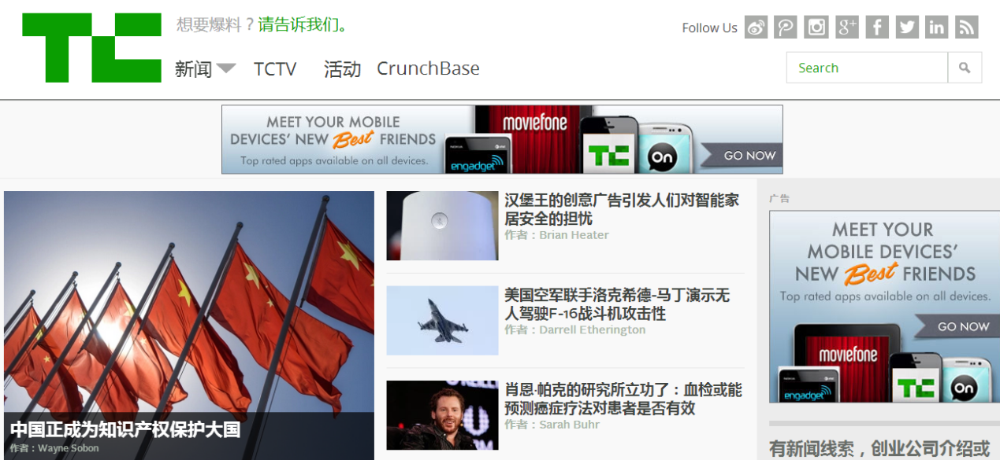 TC
想要爆料？请告诉我们。
Follow Us
新闻 TCTV 活动 CrunchBase
Search
MEET YOUR MOBILE
DEVICES' NEW Best FRIENDS
Top rated apps available on all devices.
engadget
moviefone
TC
On
GO NOW
中国正成为知识产权保护大国
作者：Wayne Sobon
汉堡王的创意广告引发人们对智能家
居安全的担忧
作者：Brian Heater
美国空军联手洛克希德-马丁演示无
人驾驶F-16战斗机攻击性
作者：Darrell Etherington
肖恩·帕克的研究所立功了：血检或能
预测癌症疗法对患者是否有效
作者：Sarah Buhr
广告
MEET YOUR
MOBILE DEVICES'
NEW Best FRIENDS
Top rated apps available on all devices.
GO NOW
moviefone
engadget
TC
On
有新闻线索，创业公司介绍或